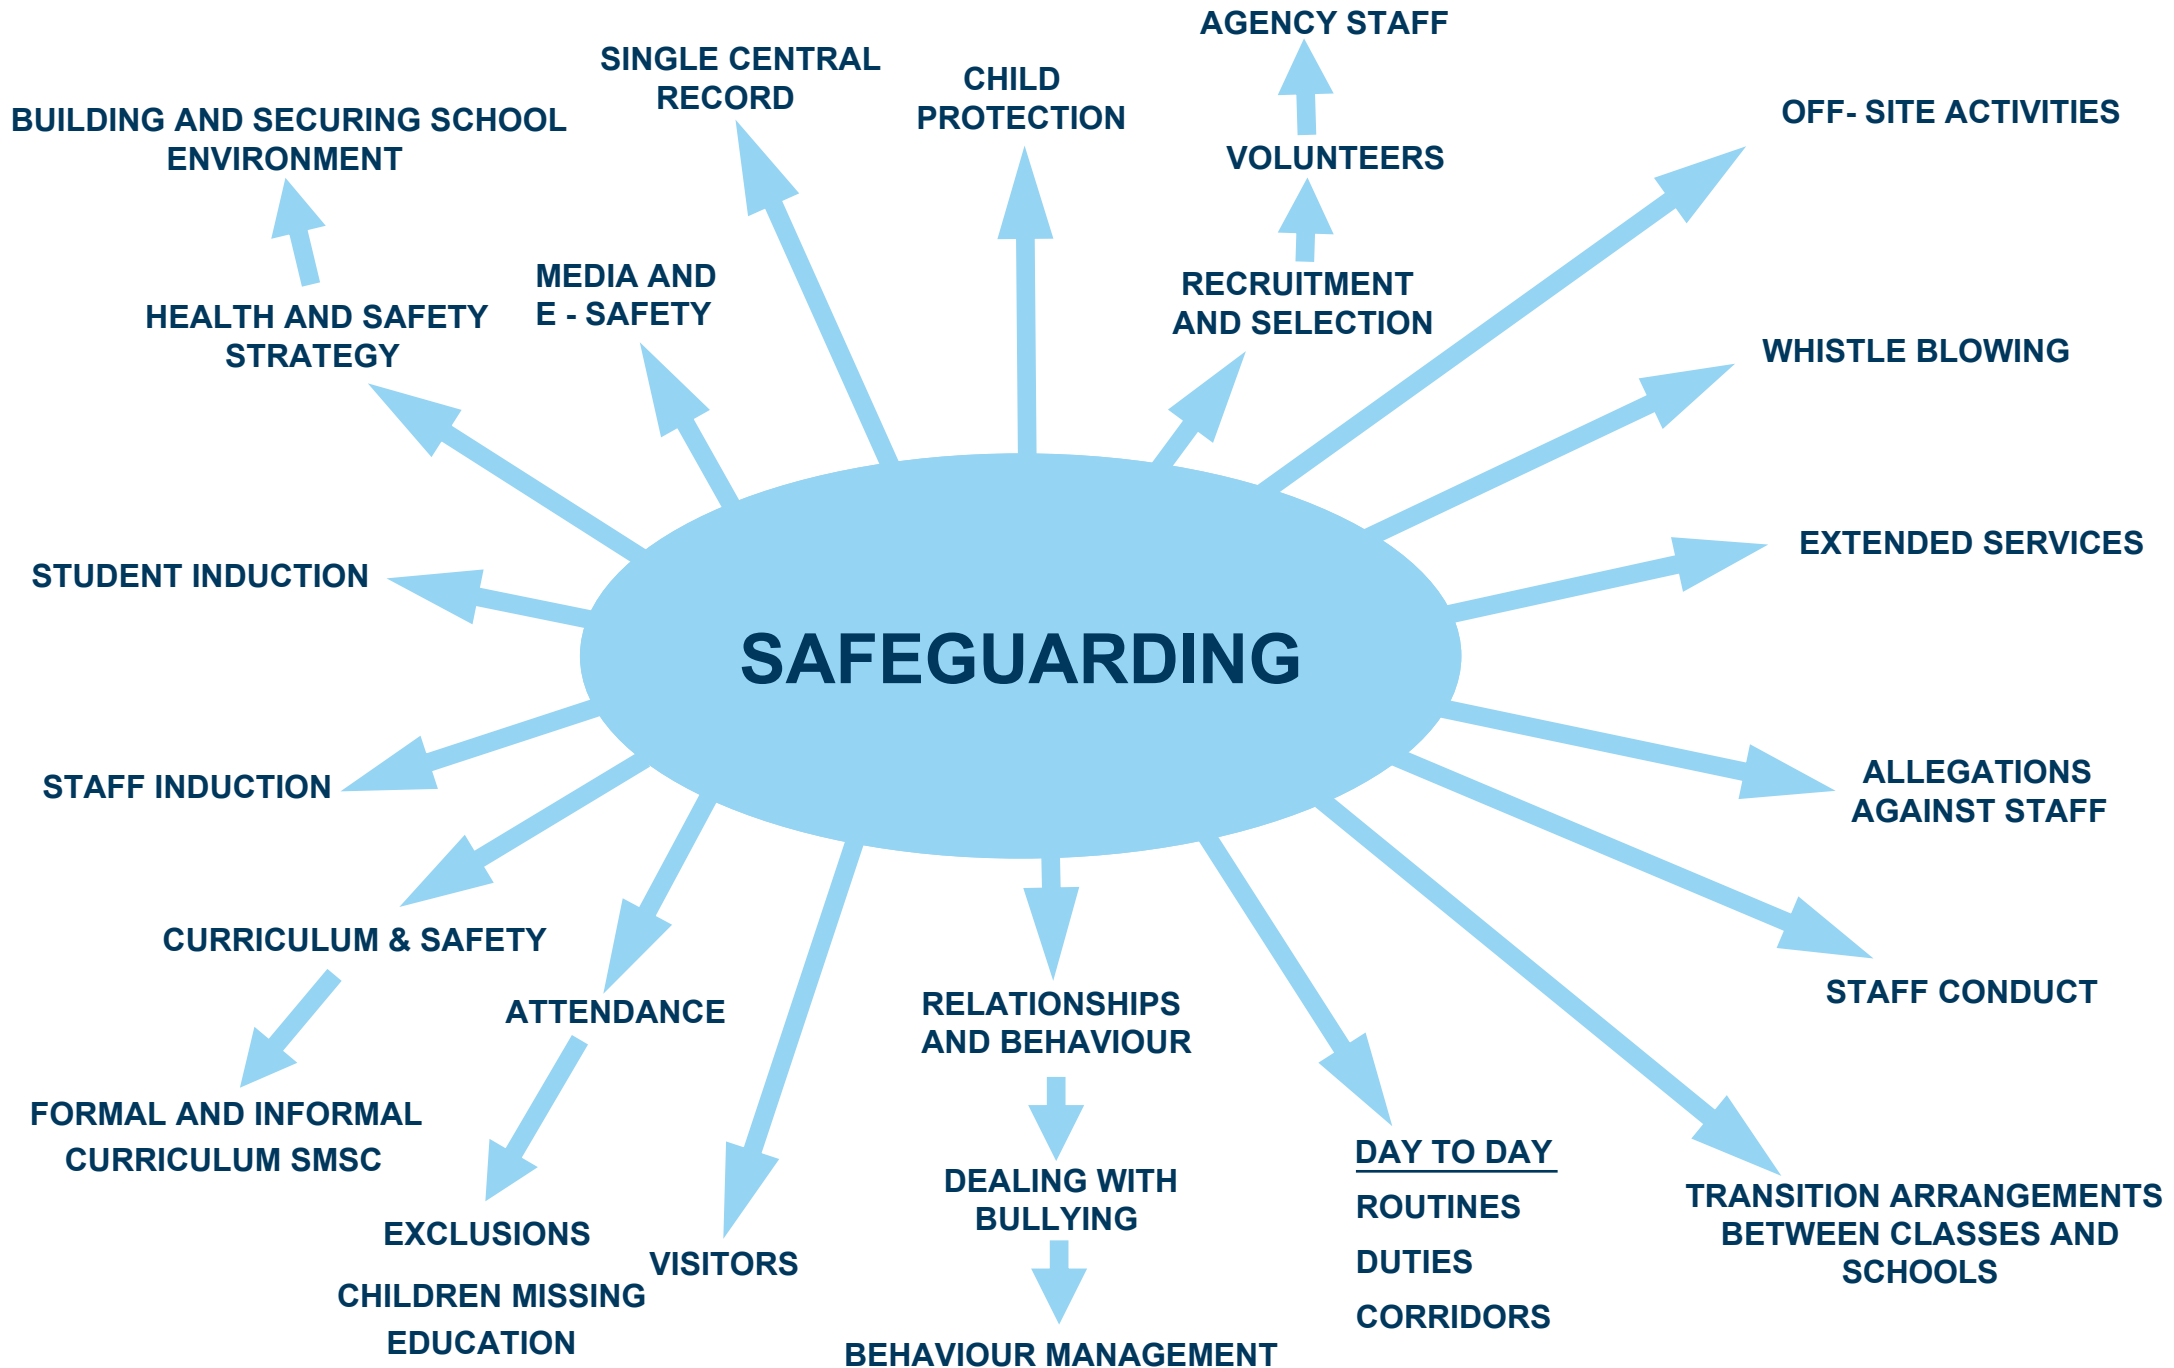 AGENCY STAFF
SINGLE CENTRAL
RECORD
CHILD
PROTECTION
BUILDING AND SECURING SCHOOL
ENVIRONMENT
OFF- SITE ACTIVITIES
VOLUNTEERS
MEDIA AND
E - SAFETY
RECRUITMENT
AND SELECTION
HEALTH AND SAFETY
STRATEGY
WHISTLE BLOWING
EXTENDED SERVICES
STUDENT INDUCTION
SAFEGUARDING
STAFF INDUCTION
ALLEGATIONS
AGAINST STAFF
CURRICULUM & SAFETY
STAFF CONDUCT
ATTENDANCE
RELATIONSHIPS
AND BEHAVIOUR
FORMAL AND INFORMAL
CURRICULUM SMSC
DEALING WITH
BULLYING
DAY TO DAY
ROUTINES
DUTIES
CORRIDORS
TRANSITION ARRANGEMENTS
BETWEEN CLASSES AND
SCHOOLS
EXCLUSIONS
CHILDREN MISSING
EDUCATION
VISITORS
BEHAVIOUR MANAGEMENT